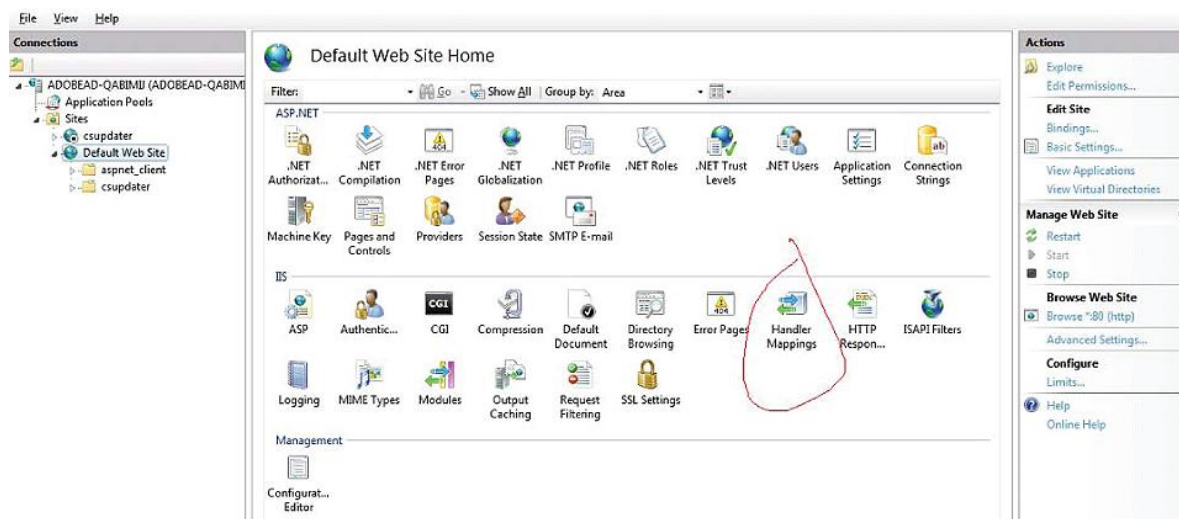 File View Help
Connections
ADOBEAD-QABIMIJ (ADOBEAD-QABIMI
Application Pools
Sites
csupdater
Default Web Site
aspnet_client
csupdater
Default Web Site Home
Filter: Go Show All Group by: Area
ASP.NET
.NET Authorizat...
.NET Compilation
.NET Error Pages
.NET Globalization
.NET Profile
.NET Roles
.NET Trust Levels
.NET Users
Application Settings
Connection Strings
Machine Key
Pages and Controls
Providers
Session State
SMTP E-mail
IIS
ASP
Authentic...
CGI
Compression
Default Document
Directory Browsing
Error Pages
Handler Mappings
HTTP Respon...
ISAPI Filters
Logging
MIME Types
Modules
Output Caching
Request Filtering
SSL Settings
Management
Configurat... Editor
Actions
Explore
Edit Permissions...
Edit Site
Bindings...
Basic Settings...
View Applications
View Virtual Directories
Manage Web Site
Restart
Start
Stop
Browse Web Site
Browse *:80 (http)
Advanced Settings...
Configure
Limits...
Help
Online Help